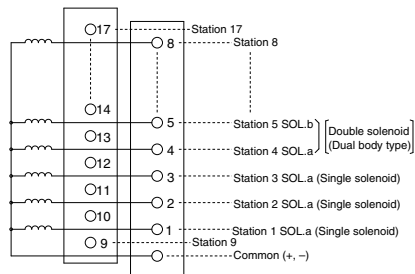 17 Station 17
8 Station 8
14
5 Station 5 SOL.b
13
Double solenoid
(Dual body type)
4 Station 4 SOL.a
12
3 Station 3 SOL.a (Single solenoid)
11
2 Station 2 SOL.a (Single solenoid)
10
1 Station 1 SOL.a (Single solenoid)
9 Station 9
Common (+, –)